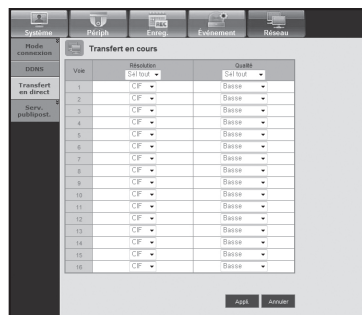 Système Périph Enreg. Événement Réseau
Mode connexion
DDNS
Transfert en direct
Serv. publipost.
Transfert en cours
Voie Résolution Qualité
Sél tout Sél tout
1 CIF Basse
2 CIF Basse
3 CIF Basse
4 CIF Basse
5 CIF Basse
6 CIF Basse
7 CIF Basse
8 CIF Basse
9 CIF Basse
10 CIF Basse
11 CIF Basse
12 CIF Basse
13 CIF Basse
14 CIF Basse
15 CIF Basse
16 CIF Basse
Appli. Annuler